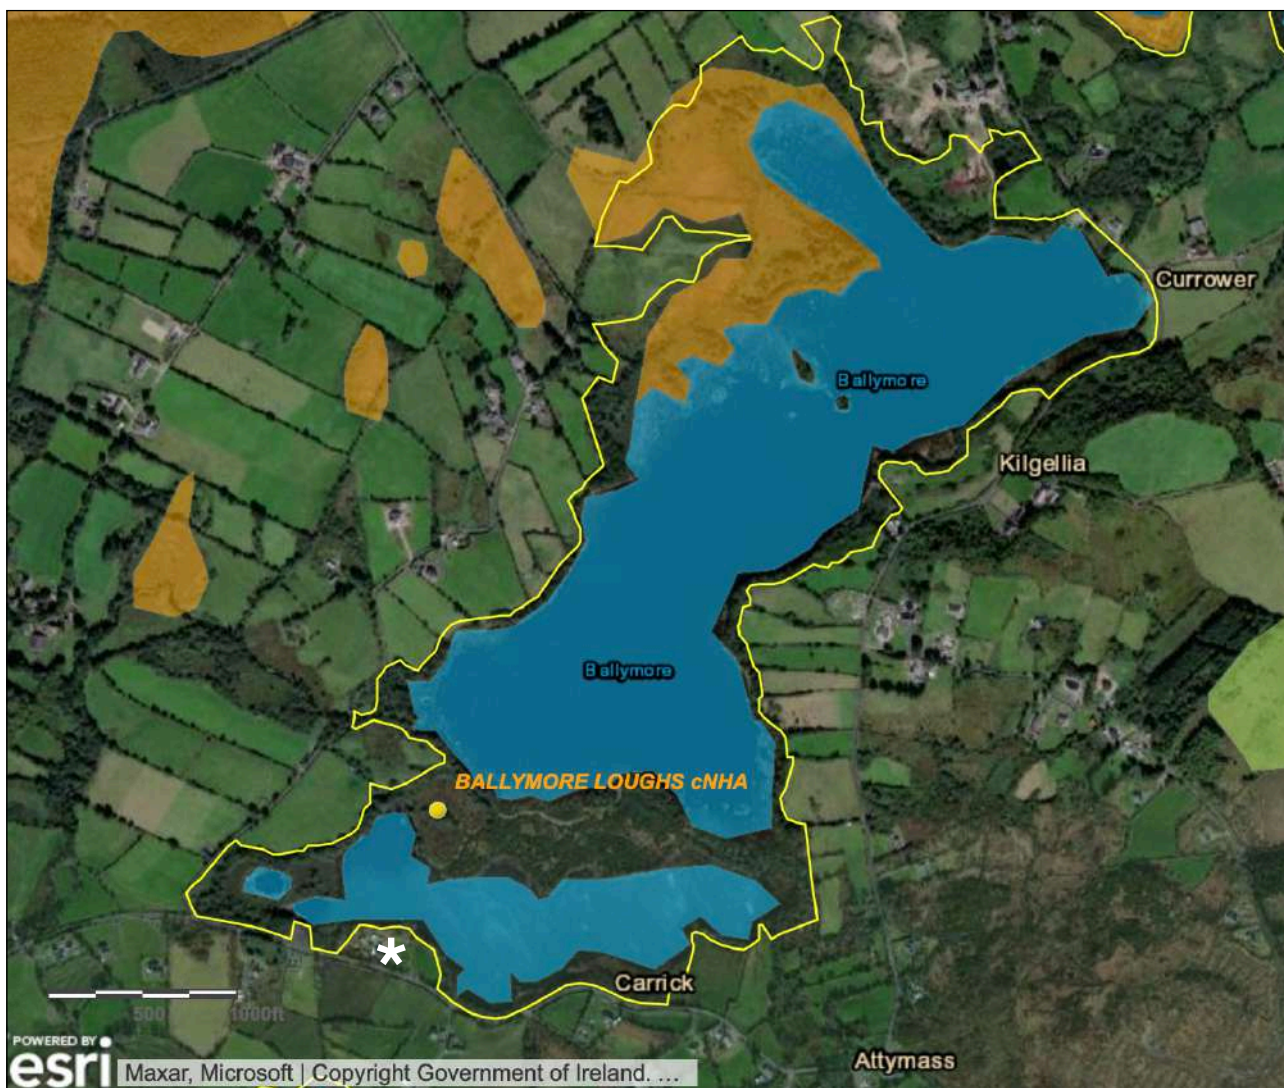 Currower
Ballymore
Kilgellia
Ballymore
BALLYMORE LOUGHS cNHA
*
Carrick
0 500 1000ft
POWERED BY
esri
Maxar, Microsoft | Copyright Government of Ireland. ...
Attymass